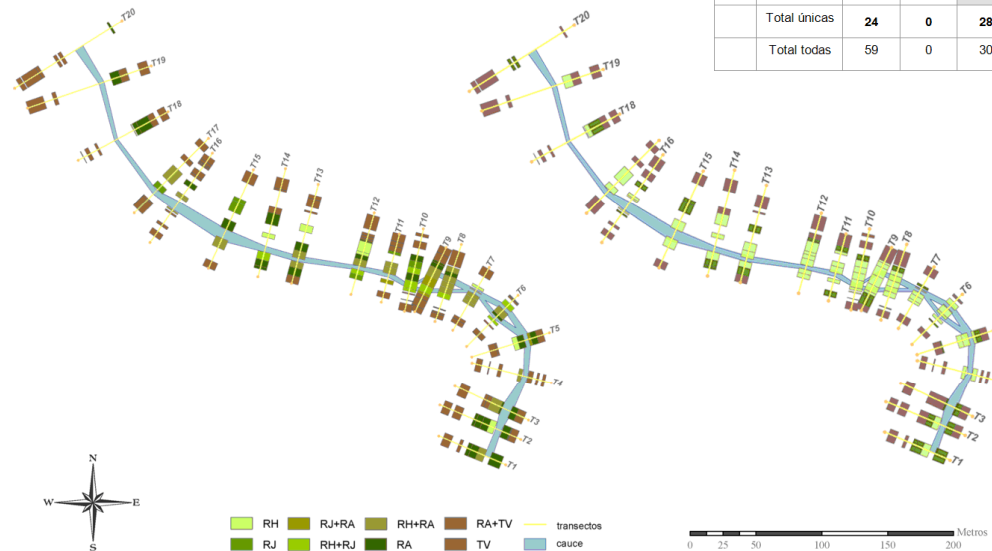 Total únicas 24 0 28
Total todas 59 0 30
T20
T19
T18
T17
T16
T15
T14
T13
T12
T11
T10
T9
T8
T7
T6
T5
T4
T3
T2
T1
T20
T19
T18
T16
T15
T14
T13
T12
T11
T10
T9
T8
T7
T6
T3
T2
T1
N
W E
S
RH RJ+RA RH+RA RA+TV transectos
RJ RH+RJ RA TV cauce
Metros
0 25 50 100 150 200